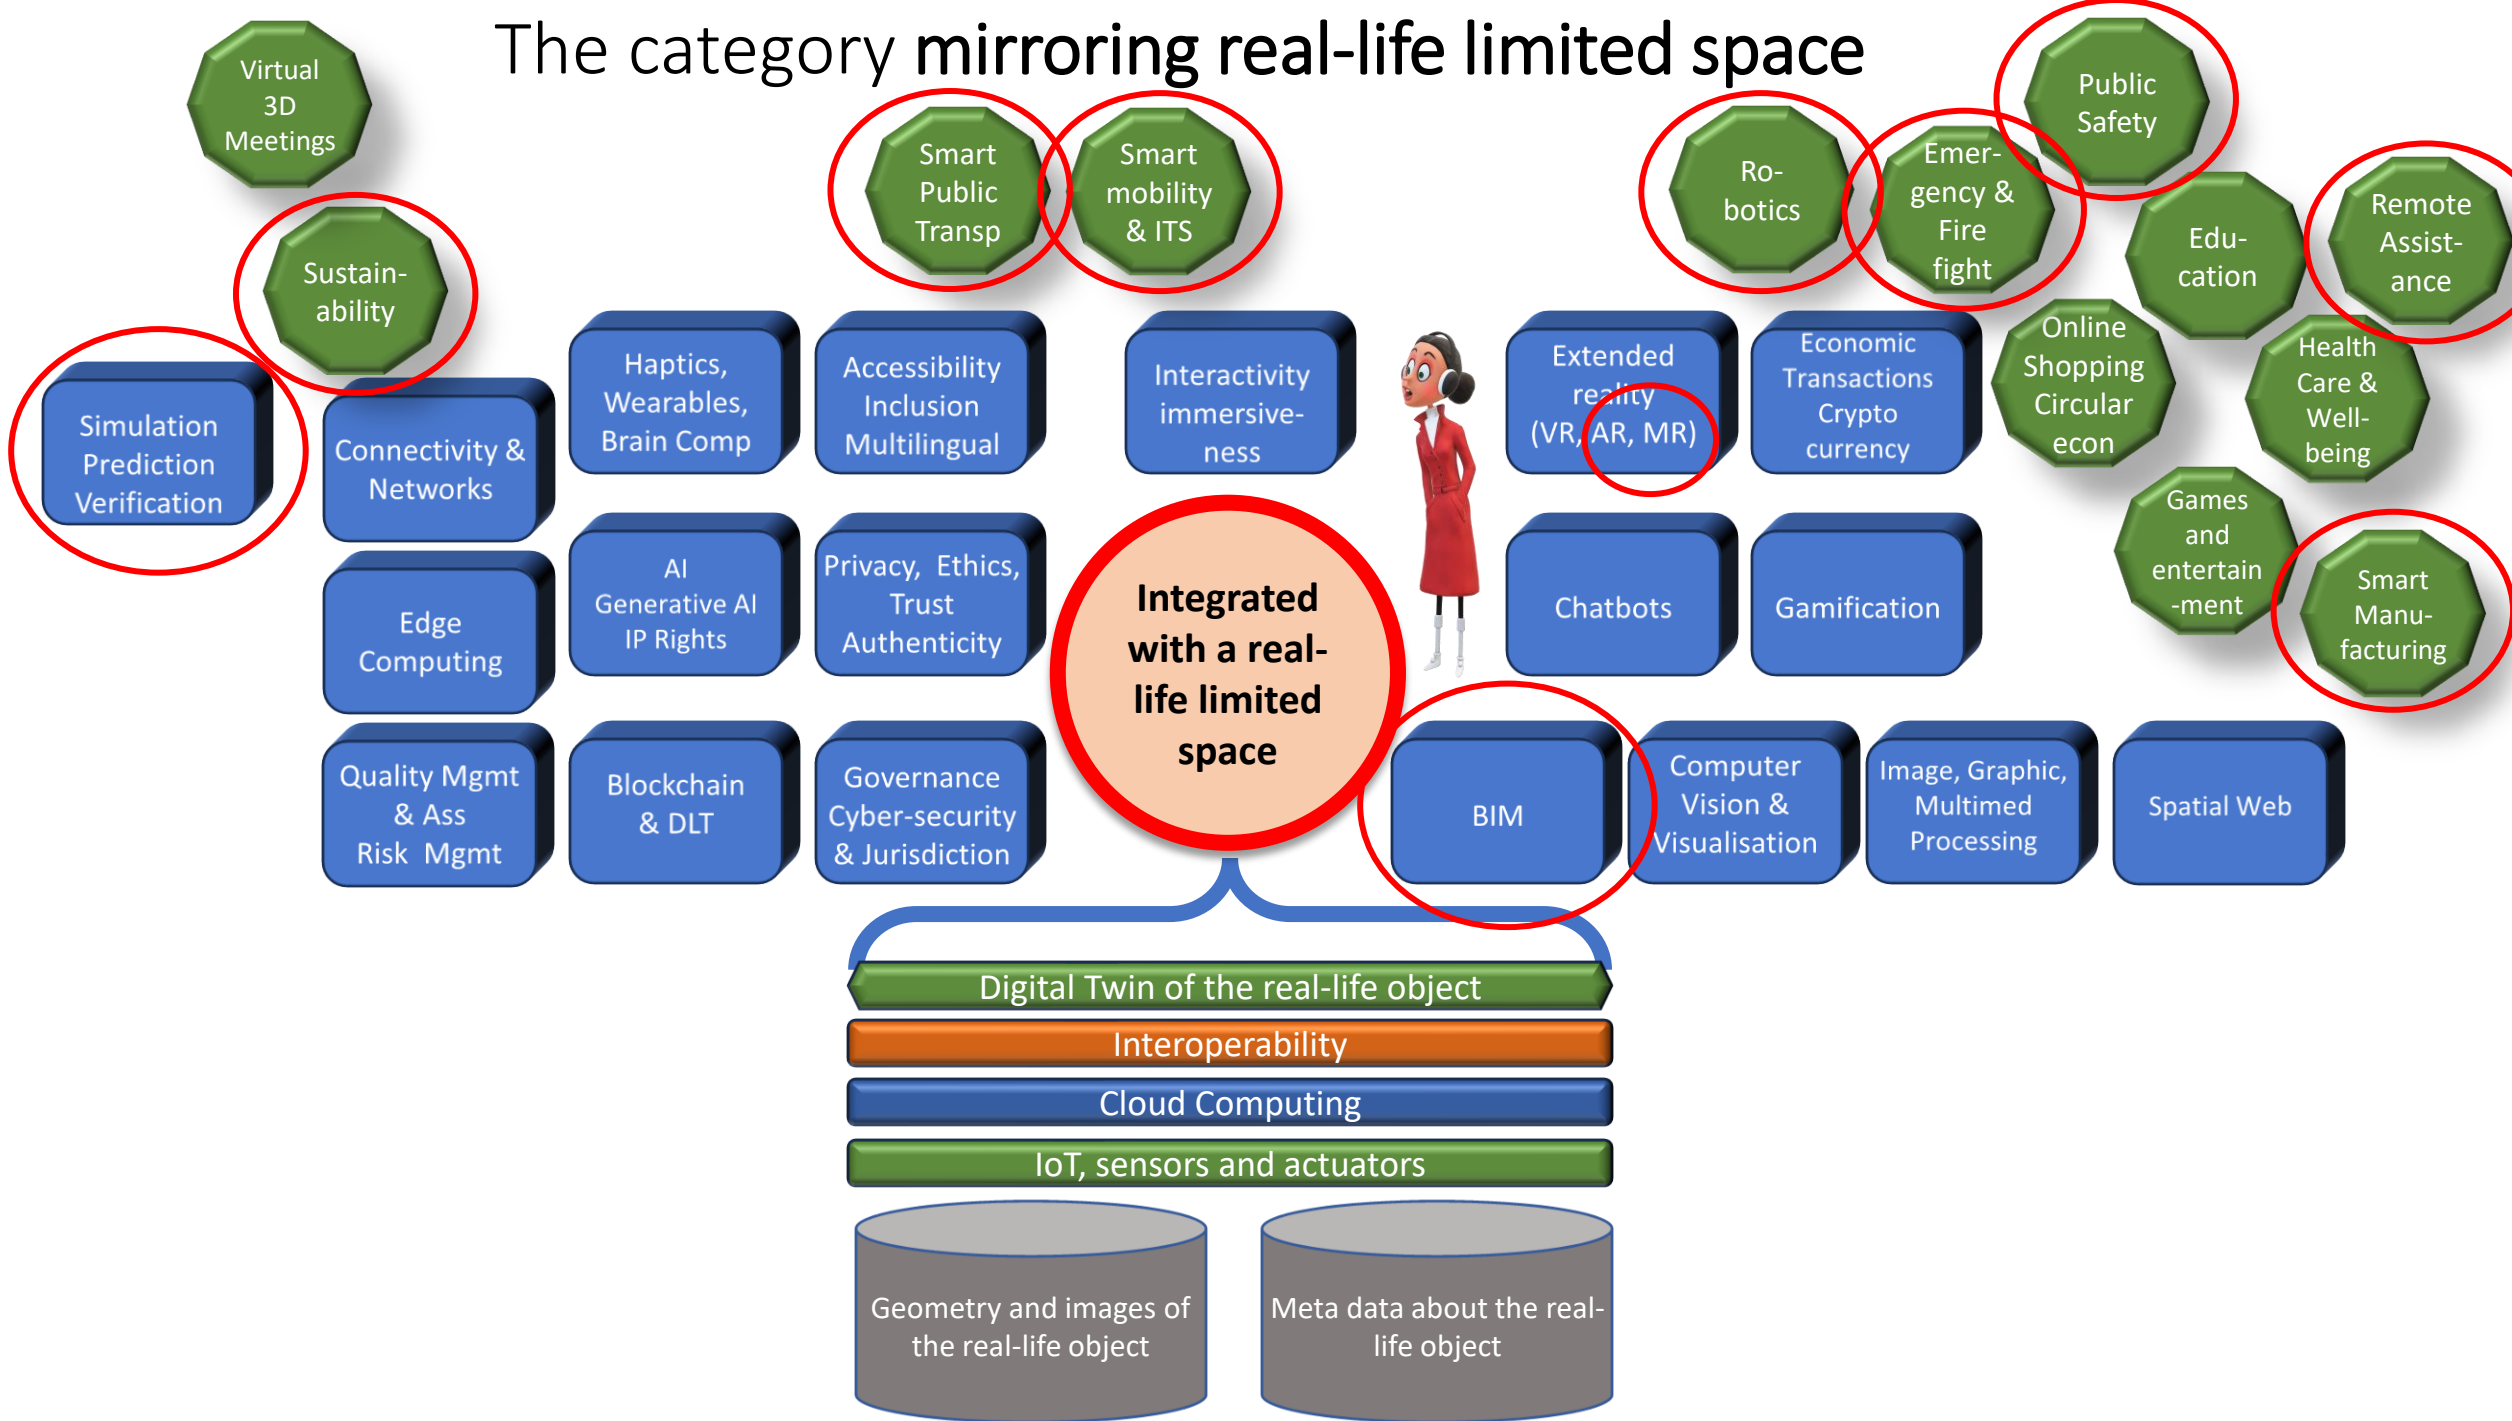 The category mirroring real-life limited space
Virtual
3D
Meetings
Sustain-
ability
Smart
Public
Transp
Smart
mobility
& ITS
Ro-
botics
Emer-
gency &
Fire
fight
Public
Safety
Edu-
cation
Remote
Assist-
ance
Online
Shopping
Circular
econ
Health
Care &
Well-
being
Games
and
entertain
-ment
Smart
Manu-
facturing
Simulation
Prediction
Verification
Connectivity &
Networks
Haptics,
Wearables,
Brain Comp
Accessibility
Inclusion
Multilingual
Interactivity
immersive-
ness
Extended
reality
(VR, AR, MR)
Economic
Transactions
Crypto
currency
Edge
Computing
AI
Generative AI
IP Rights
Privacy, Ethics,
Trust
Authenticity
Integrated
with a real-
life limited
space
Chatbots
Gamification
Quality Mgmt
& Ass
Risk Mgmt
Blockchain
& DLT
Governance
Cyber-security
& Jurisdiction
BIM
Computer
Vision &
Visualisation
Image, Graphic,
Multimed
Processing
Spatial Web
Digital Twin of the real-life object
Interoperability
Cloud Computing
IoT, sensors and actuators
Geometry and images of
the real-life object
Meta data about the real-
life object